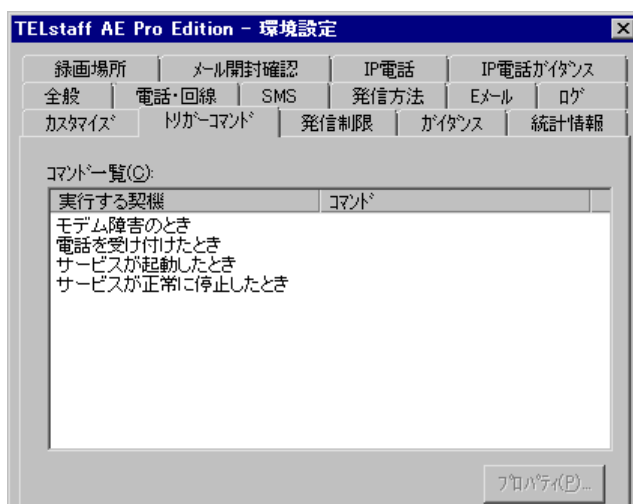 TELstaff AE Pro Edition - 環境設定
録画場所 メール開封確認 IP電話 IP電話ガイダンス
全般 電話・回線 SMS 発信方法 Eメール ログ
カスタマイズ トリガーコマンド 発信制限 ガイダンス 統計情報
コマンド一覧(C):
実行する契機 コマンド
モデム障害のとき
電話を受け付けたとき
サービスが起動したとき
サービスが正常に停止したとき
プロパティ(P)...